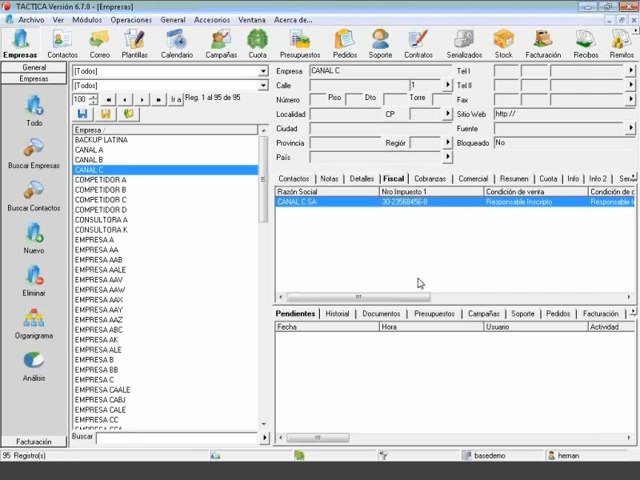 TACTICA Versión 6.7.0 - [Empresas]
Archivo Ver Módulos Operaciones General Accesorios Ventana Acerca de...
Empresas Contactos Correo Plantillas Calendario Campañas Cuota Presupuestos Pedidos Soporte Contratos Serializados Stock Facturación Recibos Remitos
General
Empresas
Todo
Buscar Empresas
Buscar Contactos
Nuevo
Eliminar
Organigrama
Análisis
Facturación
[Todos]
[Todos]
100 Ir a Reg. 1 al 95 de 95
Empresa
BACKUP LATINA
CANAL A
CANAL B
CANAL C
COMPETIDOR A
COMPETIDOR B
COMPETIDOR C
COMPETIDOR D
CONSULTORA A
CONSULTORA K
EMPRESA A
EMPRESA AA
EMPRESA AAB
EMPRESA AALE
EMPRESA AAV
EMPRESA AAW
EMPRESA AAX
EMPRESA AAY
EMPRESA AAZ
EMPRESA ABC
EMPRESA AK
EMPRESA ALE
EMPRESA B
EMPRESA BB
EMPRESA C
EMPRESA CAALE
EMPRESA CABJ
EMPRESA CALE
EMPRESA CC
Buscar
Empresa CANAL C Tel I
Calle 1 Tel II
Número Piso Dto Torre Fax
Localidad CP Sitio Web http://
Ciudad Fuente
Provincia Región Bloqueado No
País
Contactos Notas Detalles Fiscal Cobranzas Comercial Resumen Cuota Info Info 2
Razón Social Nro Impuesto 1 Condición de venta
CANAL C SA 30-23568456-8 Responsable Inscripto
Pendientes Historial Documentos Presupuestos Campañas Soporte Pedidos Facturación
Fecha Hora Usuario Actividad
95 Registro(s) basedemo hernan